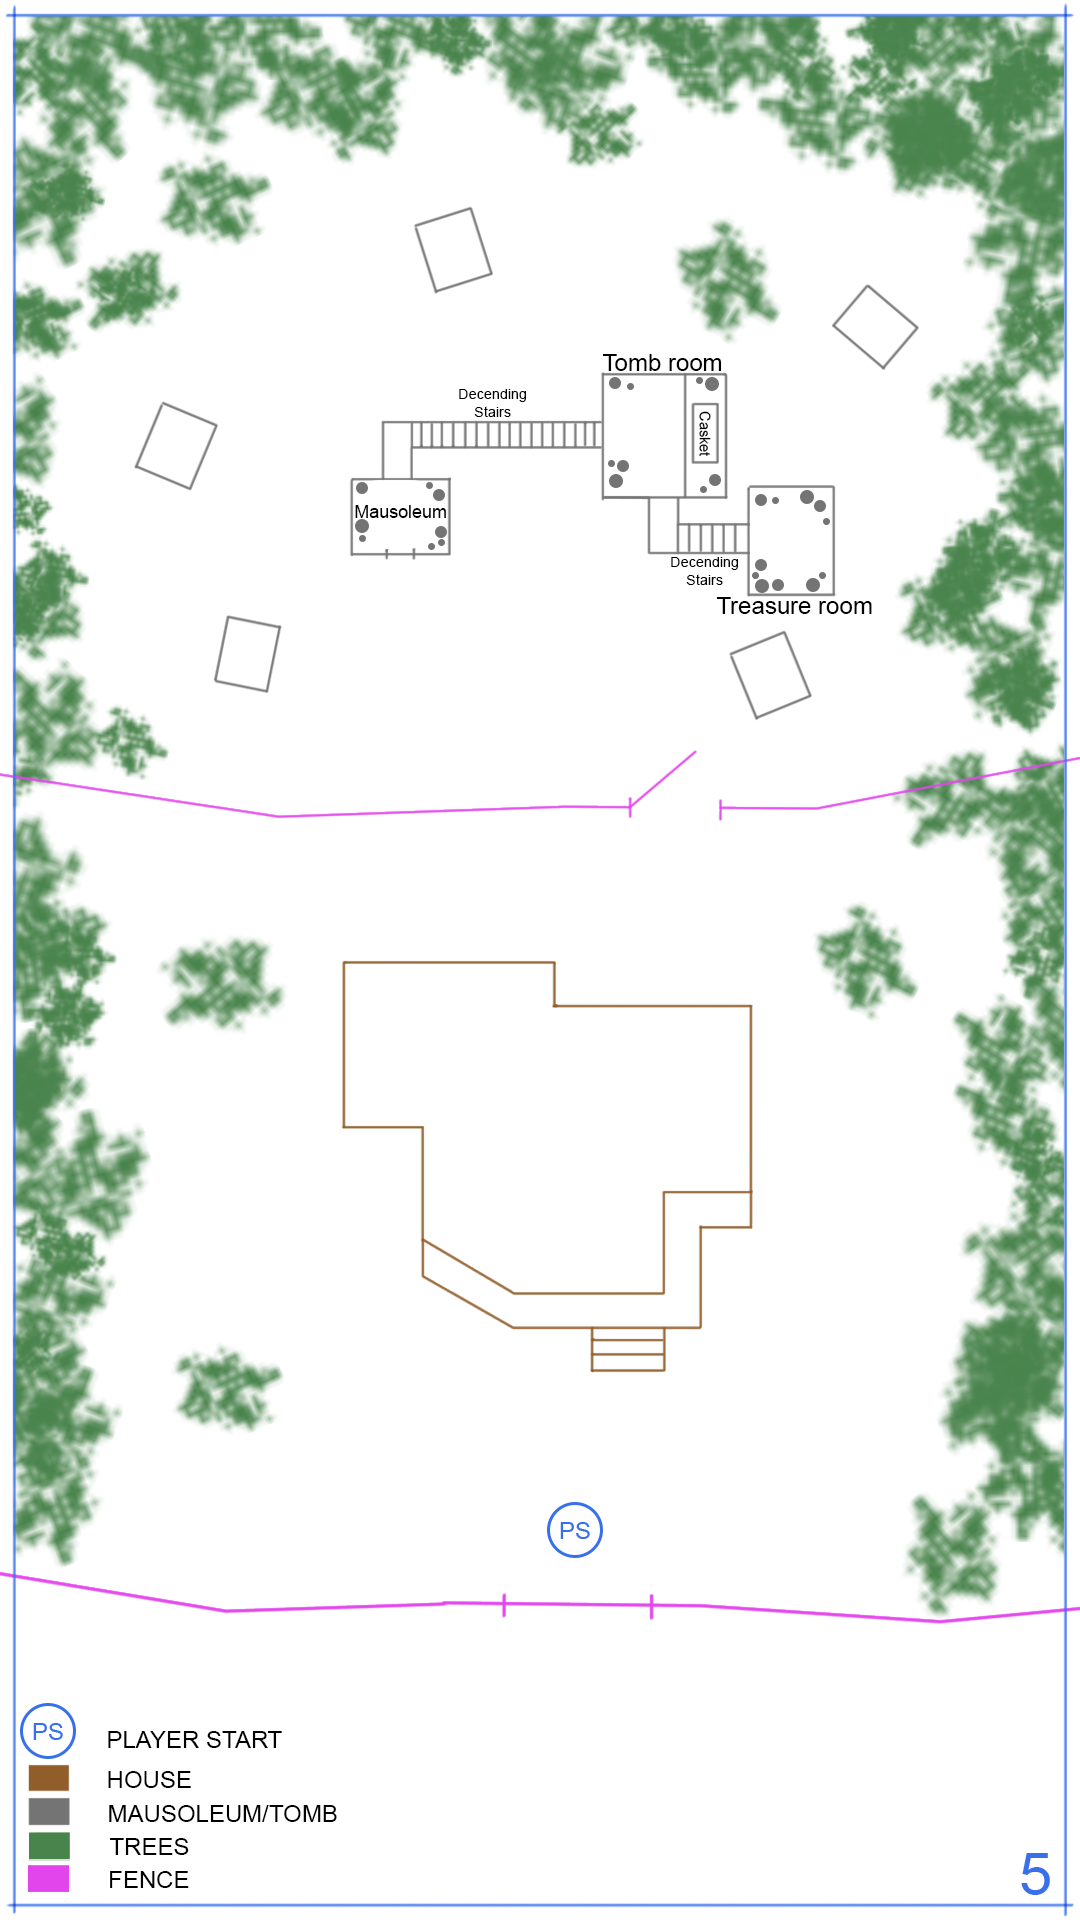 Tomb room
Decending
Stairs
Casket
Mausoleum
Decending
Stairs
Treasure room
PS
PS
PLAYER START
HOUSE
MAUSOLEUM/TOMB
TREES
FENCE
5